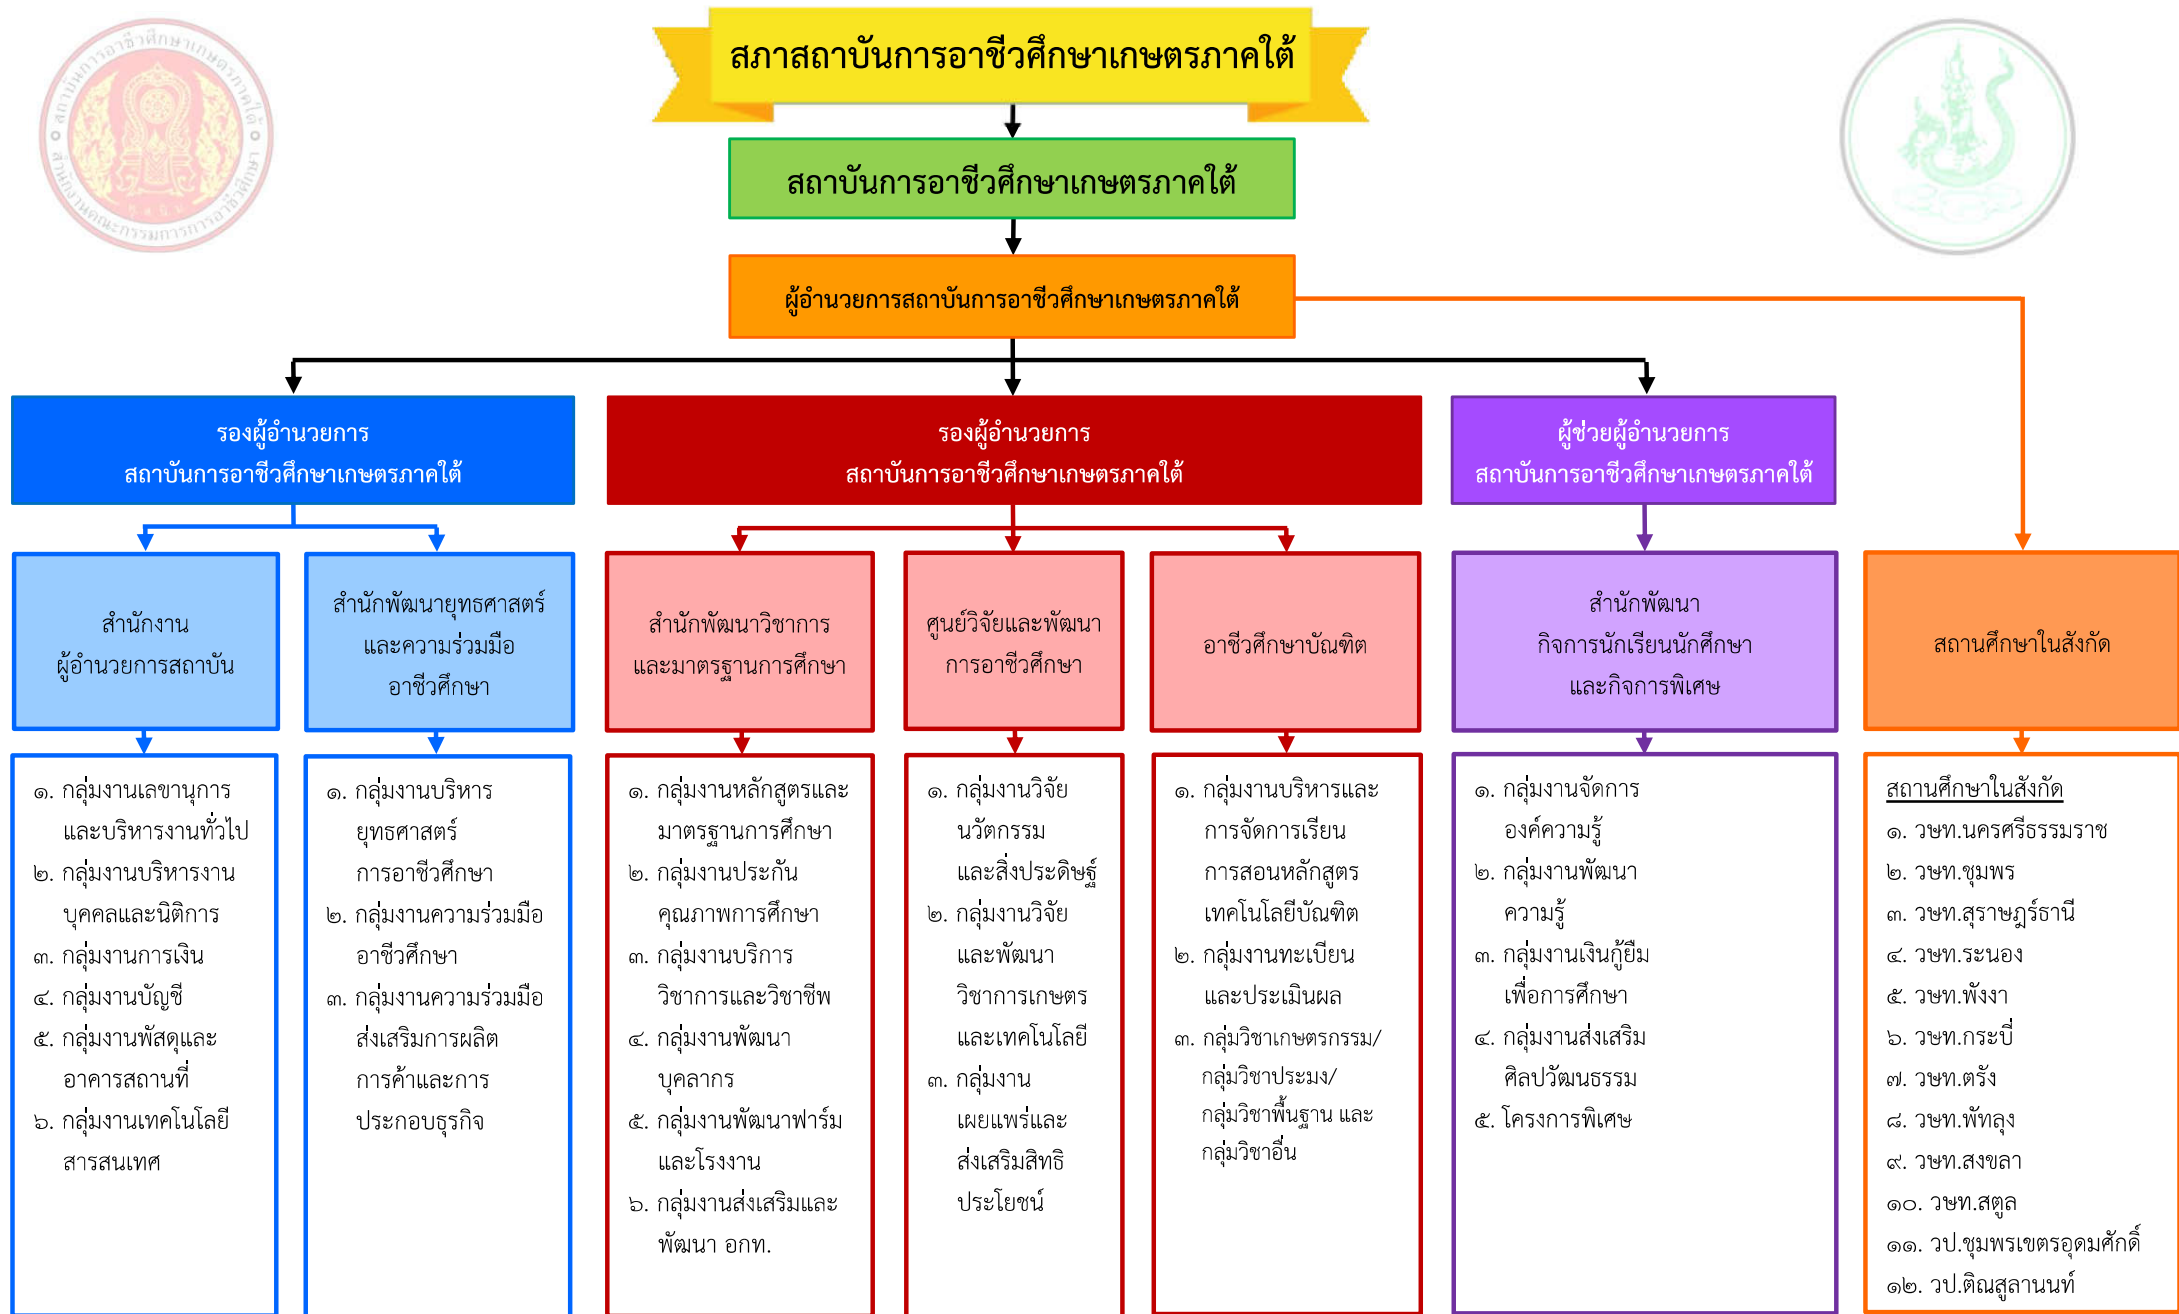 สภาสถาบันการอาชีวศึกษาเกษตรภาคใต้
สถาบันการอาชีวศึกษาเกษตรภาคใต้
สำนักงานคณะกรรมการการอาชีวศึกษา
สถาบันการอาชีวศึกษาเกษตรภาคใต้
ผู้อำนวยการสถาบันการอาชีวศึกษาเกษตรภาคใต้
รองผู้อำนวยการ
สถาบันการอาชีวศึกษาเกษตรภาคใต้
รองผู้อำนวยการ
สถาบันการอาชีวศึกษาเกษตรภาคใต้
ผู้ช่วยผู้อำนวยการ
สถาบันการอาชีวศึกษาเกษตรภาคใต้
สำนักงาน
ผู้อำนวยการสถาบัน
สำนักพัฒนายุทธศาสตร์
และความร่วมมือ
อาชีวศึกษา
สำนักพัฒนาวิชาการ
และมาตรฐานการศึกษา
ศูนย์วิจัยและพัฒนา
การอาชีวศึกษา
อาชีวศึกษาบัณฑิต
สำนักพัฒนา
กิจการนักเรียนนักศึกษา
และกิจการพิเศษ
สถานศึกษาในสังกัด
๑. กลุ่มงานเลขานุการ
และบริหารงานทั่วไป
๒. กลุ่มงานบริหารงาน
บุคคลและนิติการ
๓. กลุ่มงานการเงิน
๔. กลุ่มงานบัญชี
๕. กลุ่มงานพัสดุและ
อาคารสถานที่
๖. กลุ่มงานเทคโนโลยี
สารสนเทศ
๑. กลุ่มงานบริหาร
ยุทธศาสตร์
การอาชีวศึกษา
๒. กลุ่มงานความร่วมมือ
อาชีวศึกษา
๓. กลุ่มงานความร่วมมือ
ส่งเสริมการผลิต
การค้าและการ
ประกอบธุรกิจ
๑. กลุ่มงานหลักสูตรและ
มาตรฐานการศึกษา
๒. กลุ่มงานประกัน
คุณภาพการศึกษา
๓. กลุ่มงานบริการ
วิชาการและวิชาชีพ
๔. กลุ่มงานพัฒนา
บุคลากร
๕. กลุ่มงานพัฒนาฟาร์ม
และโรงงาน
๖. กลุ่มงานส่งเสริมและ
พัฒนา อกท.
๑. กลุ่มงานวิจัย
นวัตกรรม
และสิ่งประดิษฐ์
๒. กลุ่มงานวิจัย
และพัฒนา
วิชาการเกษตร
และเทคโนโลยี
๓. กลุ่มงาน
เผยแพร่และ
ส่งเสริมสิทธิ
ประโยชน์
๑. กลุ่มงานบริหารและ
การจัดการเรียน
การสอนหลักสูตร
เทคโนโลยีบัณฑิต
๒. กลุ่มงานทะเบียน
และประเมินผล
๓. กลุ่มวิชาเกษตรกรรม/
กลุ่มวิชาประมง/
กลุ่มวิชาพื้นฐาน และ
กลุ่มวิชาอื่น
๑. กลุ่มงานจัดการ
องค์ความรู้
๒. กลุ่มงานพัฒนา
ความรู้
๓. กลุ่มงานเงินกู้ยืม
เพื่อการศึกษา
๔. กลุ่มงานส่งเสริม
ศิลปวัฒนธรรม
๕. โครงการพิเศษ
สถานศึกษาในสังกัด
๑. วษท.นครศรีธรรมราช
๒. วษท.ชุมพร
๓. วษท.สุราษฎร์ธานี
๔. วษท.ระนอง
๕. วษท.พังงา
๖. วษท.กระบี่
๗. วษท.ตรัง
๘. วษท.พัทลุง
๙. วษท.สงขลา
๑๐. วษท.สตูล
๑๑. วป.ชุมพรเขตรอุดมศักดิ์
๑๒. วป.ติณสูลานนท์